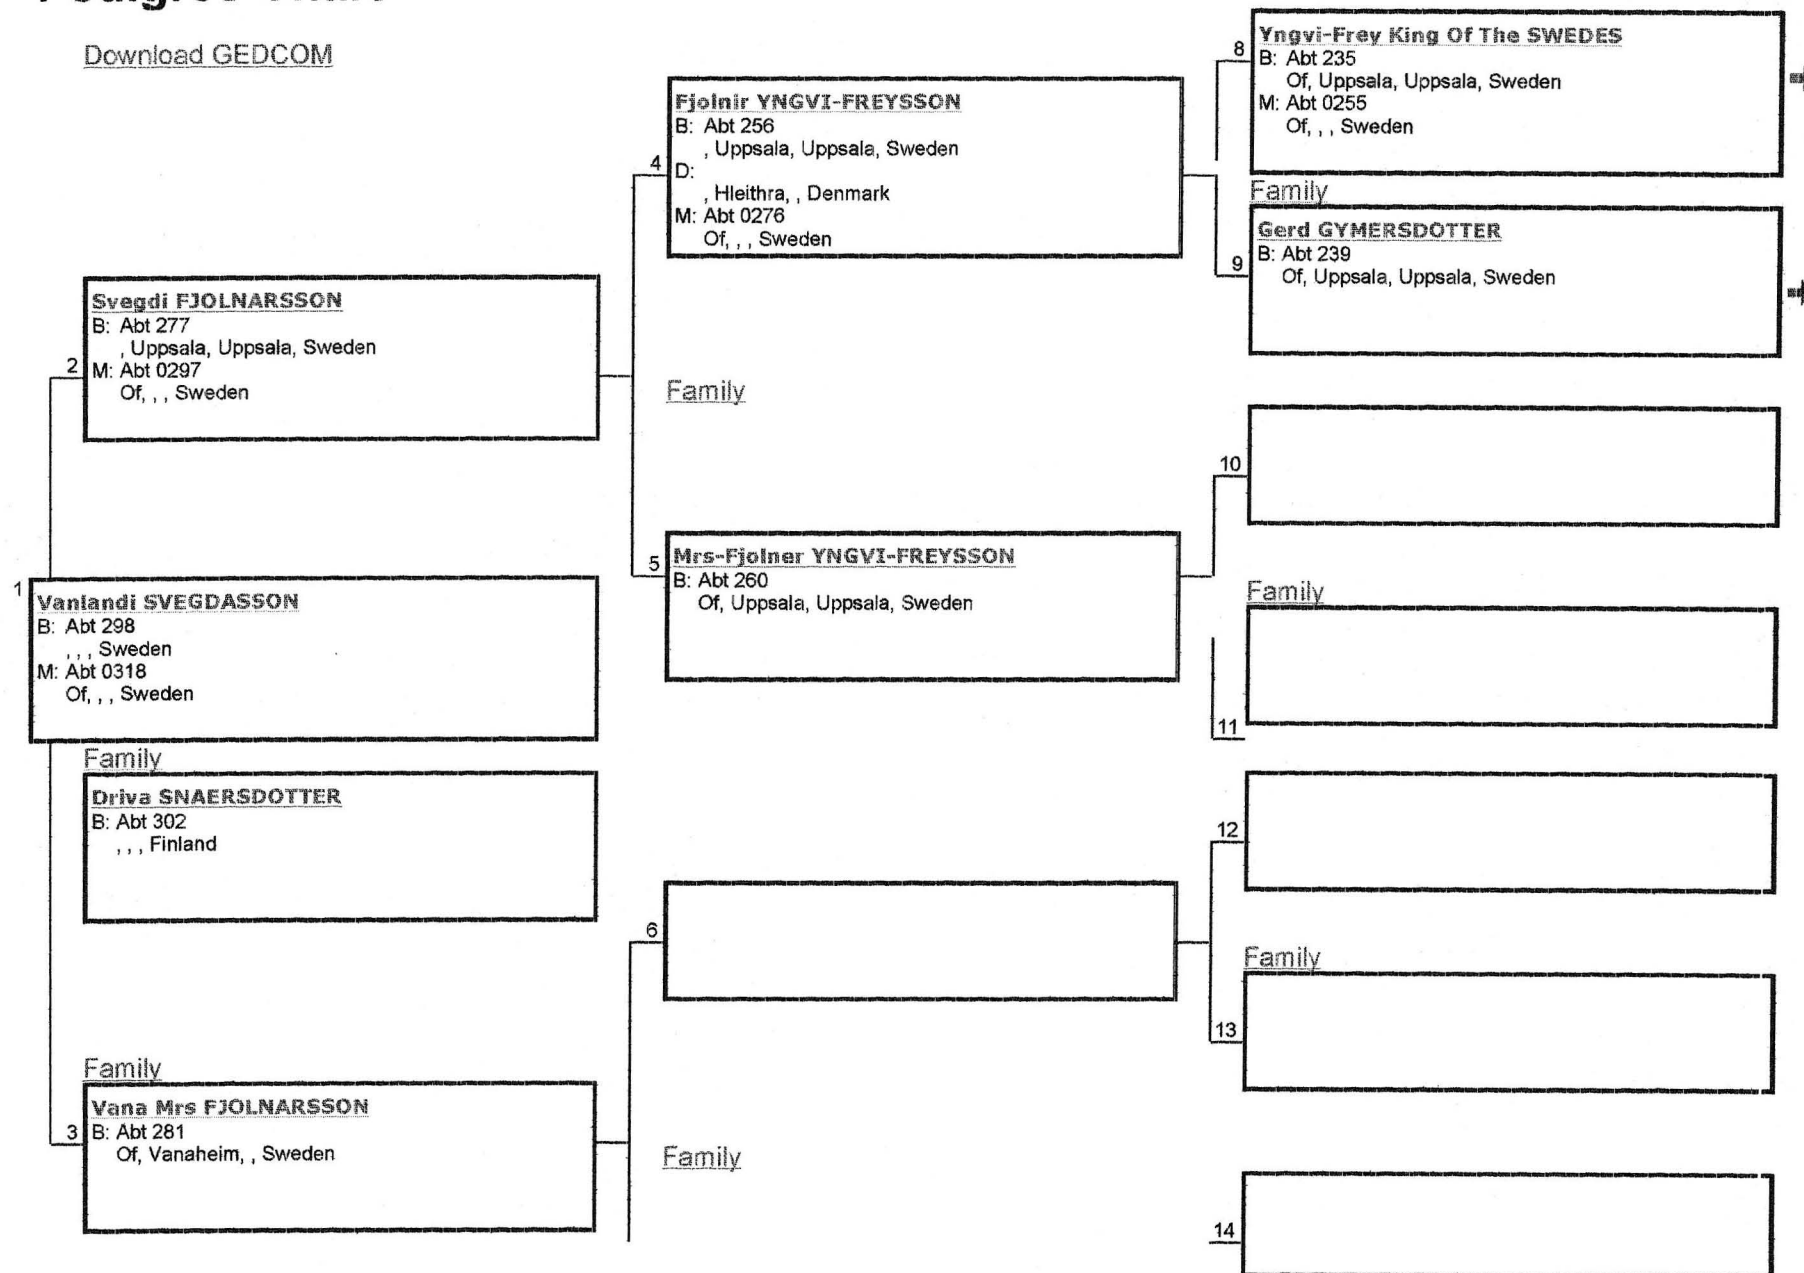 Download GEDCOM
8
Yngvi-Frey King Of The SWEDES
B: Abt 235
Of, Uppsala, Uppsala, Sweden
M: Abt 0255
Of, , , Sweden
4
Fjolnir YNGVI-FREYSSON
B: Abt 256
, Uppsala, Uppsala, Sweden
D:
, Hleithra, , Denmark
M: Abt 0276
Of, , , Sweden
Family
9
Gerd GYMERSDOTTER
B: Abt 239
Of, Uppsala, Uppsala, Sweden
2
Svegdi FJOLNARSSON
B: Abt 277
, Uppsala, Uppsala, Sweden
M: Abt 0297
Of, , , Sweden
Family
10
5
Mrs-Fjolner YNGVI-FREYSSON
B: Abt 260
Of, Uppsala, Uppsala, Sweden
1
Vanlandi SVEGDASSON
B: Abt 298
, , , Sweden
M: Abt 0318
Of, , , Sweden
Family
11
Family
Driva SNAERSDOTTER
B: Abt 302
, , , Finland
12
6
Family
13
Family
3
Vana Mrs FJOLNARSSON
B: Abt 281
Of, Vanaheim, , Sweden
Family
14